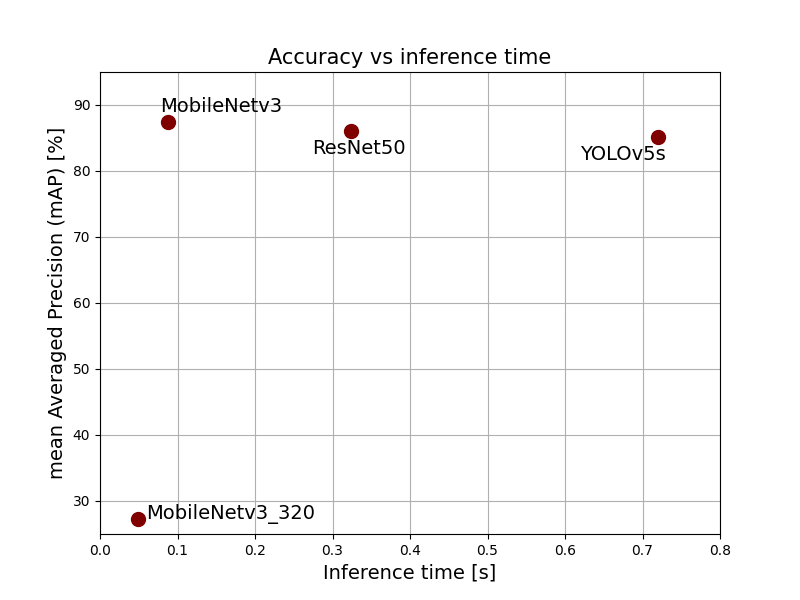 Accuracy vs inference time
mean Averaged Precision (mAP) [%]
90
80
70
60
50
40
30
MobileNetv3
ResNet50
YOLOv5s
MobileNetv3_320
0.0 0.1 0.2 0.3 0.4 0.5 0.6 0.7 0.8
Inference time [s]